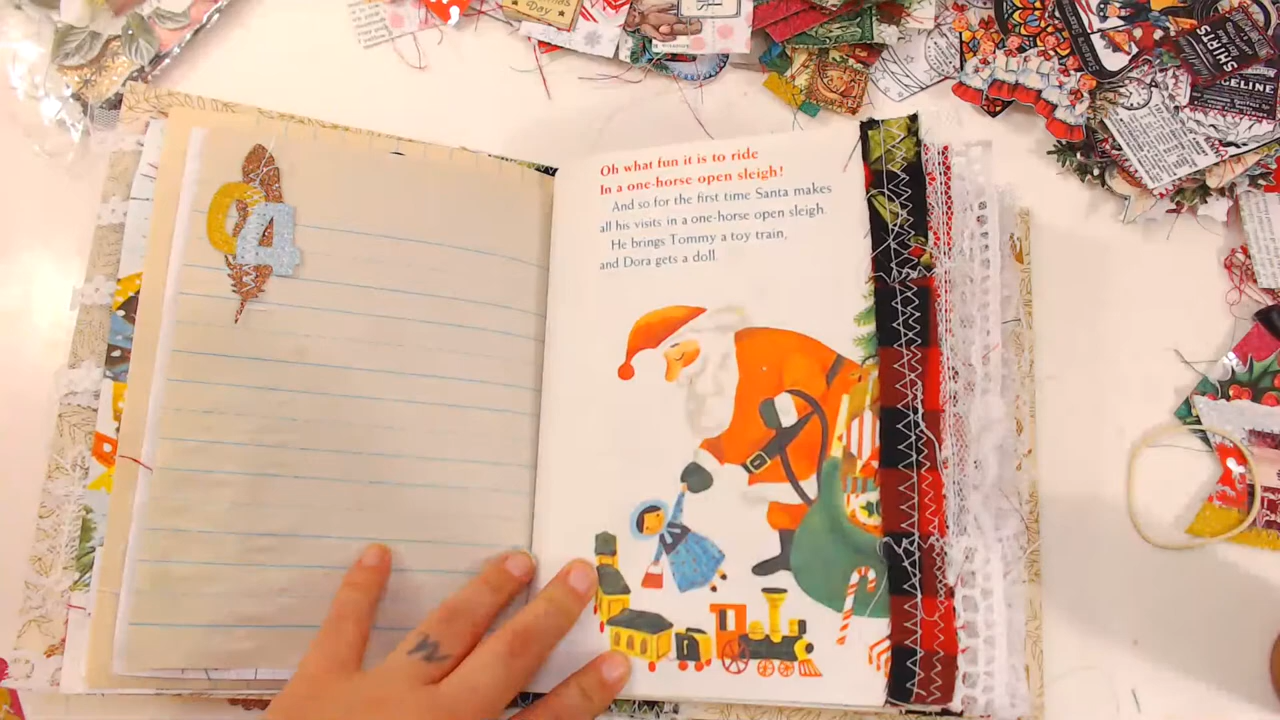 Day
SHIRTS
04
Oh what fun it is to ride
In a one-horse open sleigh!
And so for the first time Santa makes
all his visits in a one-horse open sleigh.
He brings Tommy a toy train,
and Dora gets a doll.